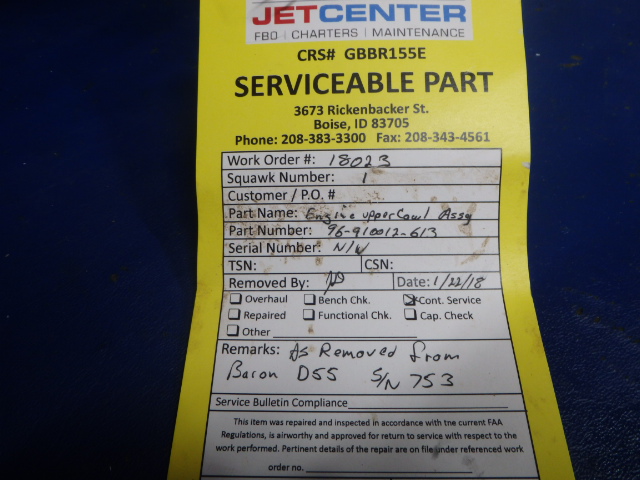 JETCENTER
FBO | CHARTERS | MAINTENANCE
CRS# GBBR155E
SERVICEABLE PART
3673 Rickenbacker St.
Boise, ID 83705
Phone: 208-383-3300 Fax: 208-343-4561
Work Order #: 18023
Squawk Number: 1
Customer / P.O. #
Part Name: Engine upper Cowl Assy
Part Number: 96-910012-613
Serial Number:
TSN: CSN:
Removed By: Date: 1/22/18
Overhaul Bench Chk. Cont. Service
Repaired Functional Chk. Cap. Check
Other
Remarks: As Removed from
Baron D55 S/N 753
Service Bulletin Compliance
This item was repaired and inspected in accordance with the current FAA
Regulations, is airworthy and approved for return to service with respect to the
work performed. Pertinent details of the repair are on file under referenced work
order no.